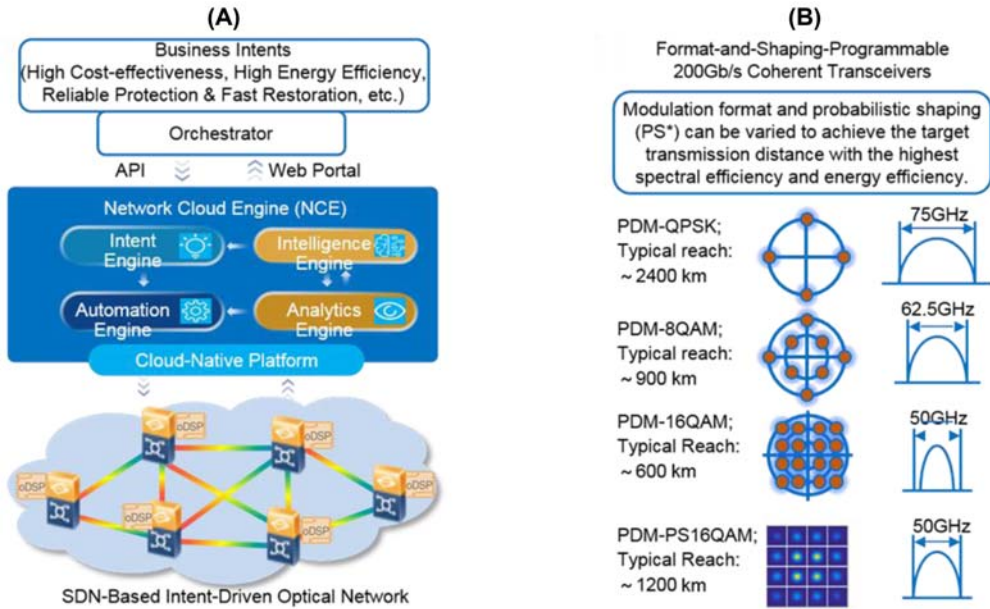 (A)
Business Intents
(High Cost-effectiveness, High Energy Efficiency,
Reliable Protection & Fast Restoration, etc.)
Orchestrator
API
Web Portal
Network Cloud Engine (NCE)
Intent
Engine
Intelligence
Engine
Automation
Engine
Analytics
Engine
Cloud-Native Platform
oDSP
oDSP
oDSP
oDSP
oDSP
oDSP
SDN-Based Intent-Driven Optical Network
(B)
Format-and-Shaping-Programmable
200Gb/s Coherent Transceivers
Modulation format and probabilistic shaping
(PS*) can be varied to achieve the target
transmission distance with the highest
spectral efficiency and energy efficiency.
PDM-QPSK;
Typical reach:
~ 2400 km
75GHz
PDM-8QAM;
Typical reach:
~ 900 km
62.5GHz
PDM-16QAM;
Typical Reach:
~ 600 km
50GHz
PDM-PS16QAM;
Typical Reach:
~ 1200 km
50GHz